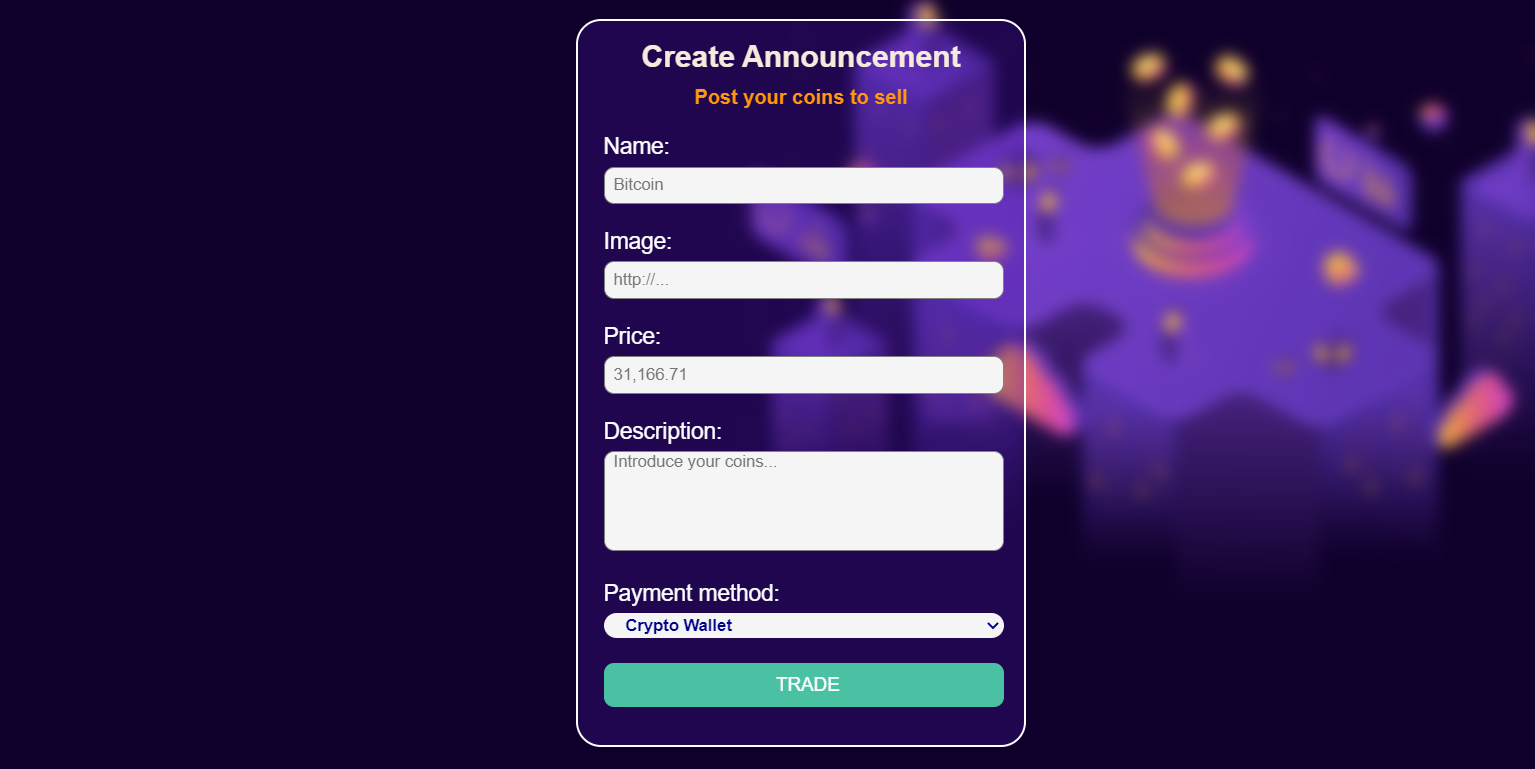 Create Announcement
Post your coins to sell
Name:
Bitcoin
Image:
http://...
Price:
31,166.71
Description:
Introduce your coins...
Payment method:
Crypto Wallet
TRADE